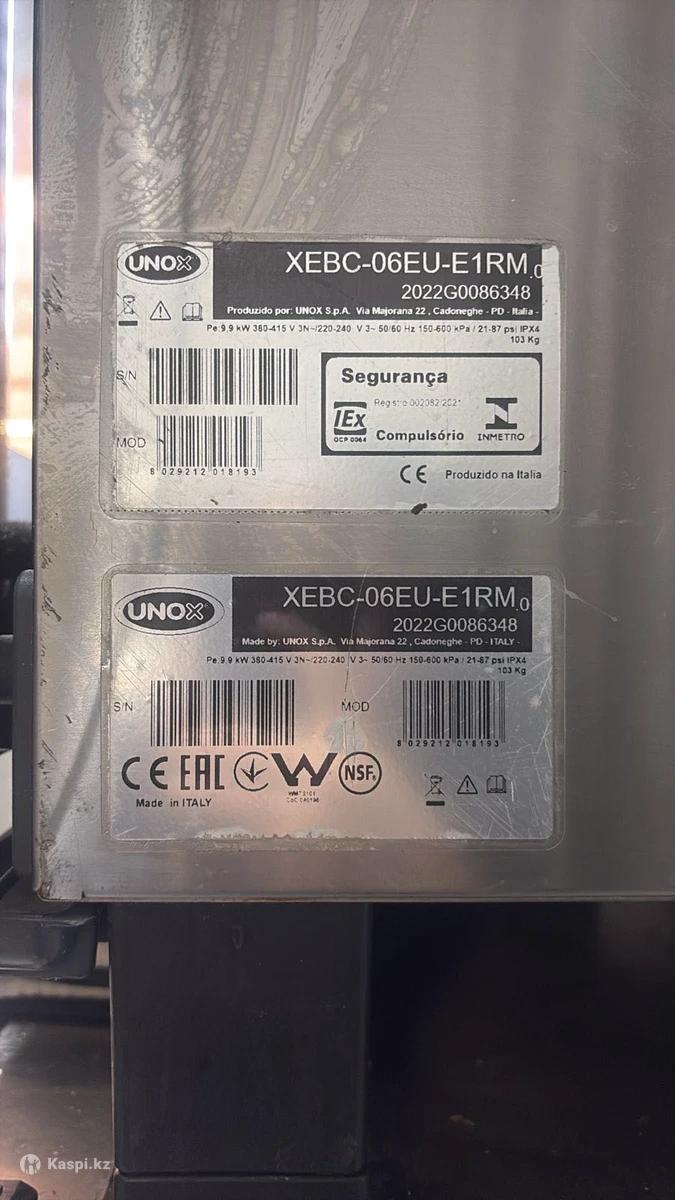 UNOX
XEBC-06EU-E1RM.0
2022G0086348
Produzido por: UNOX S.p.A. Via Majorana 22 , Cadoneghe - PD - Italia -
Pe:9,9 kW 380-415 V 3N~/220-240 V 3~ 50/60 Hz 150-600 kPa / 21-87 psi IPX4
103 Kg
S/N
Segurança
Registro 002082/2021
IEx
OCP 0064
Compulsório
INMETRO
MOD
8 029212 018193
CE
Produzido na Italia
UNOX®
XEBC-06EU-E1RM.0
2022G0086348
Made by: UNOX S.p.A. Via Majorana 22 , Cadoneghe - PD - ITALY -
Pe:9,9 kW 380-415 V 3N~/220-240 V 3~ 50/60 Hz 150-600 kPa / 21-87 psi IPX4
103 Kg
S/N
MOD
8 029212 018193
CE EAC W NSF
Made in ITALY
Kaspi.kz